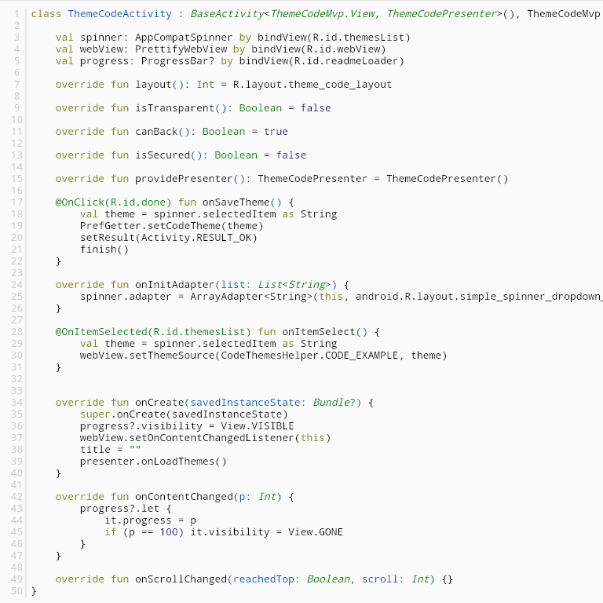 1 class ThemeCodeActivity : BaseActivity<ThemeCodeMvp.View, ThemeCodePresenter>(), ThemeCodeMvp
2
3     val spinner: AppCompatSpinner by bindView(R.id.themesList)
4     val webView: PrettifyWebView by bindView(R.id.webView)
5     val progress: ProgressBar? by bindView(R.id.readmeLoader)
6
7     override fun layout(): Int = R.layout.theme_code_layout
8
9     override fun isTransparent(): Boolean = false
10
11     override fun canBack(): Boolean = true
12
13     override fun isSecured(): Boolean = false
14
15     override fun providePresenter(): ThemeCodePresenter = ThemeCodePresenter()
16
17     @OnClick(R.id.done) fun onSaveTheme() {
18         val theme = spinner.selectedItem as String
19         PrefGetter.setCodeTheme(theme)
20         setResult(Activity.RESULT_OK)
21         finish()
22     }
23
24     override fun onInitAdapter(list: List<String>) {
25         spinner.adapter = ArrayAdapter<String>(this, android.R.layout.simple_spinner_dropdown_
26     }
27
28     @OnItemSelected(R.id.themesList) fun onItemSelect() {
29         val theme = spinner.selectedItem as String
30         webView.setThemeSource(CodeThemesHelper.CODE_EXAMPLE, theme)
31     }
32
33
34     override fun onCreate(savedInstanceState: Bundle?) {
35         super.onCreate(savedInstanceState)
36         progress?.visibility = View.VISIBLE
37         webView.setOnContentChangedListener(this)
38         title = ""
39         presenter.onLoadThemes()
40     }
41
42     override fun onContentChanged(p: Int) {
43         progress?.let {
44             it.progress = p
45             if (p == 100) it.visibility = View.GONE
46         }
47     }
48
49     override fun onScrollChanged(reachedTop: Boolean, scroll: Int) {}
50 }